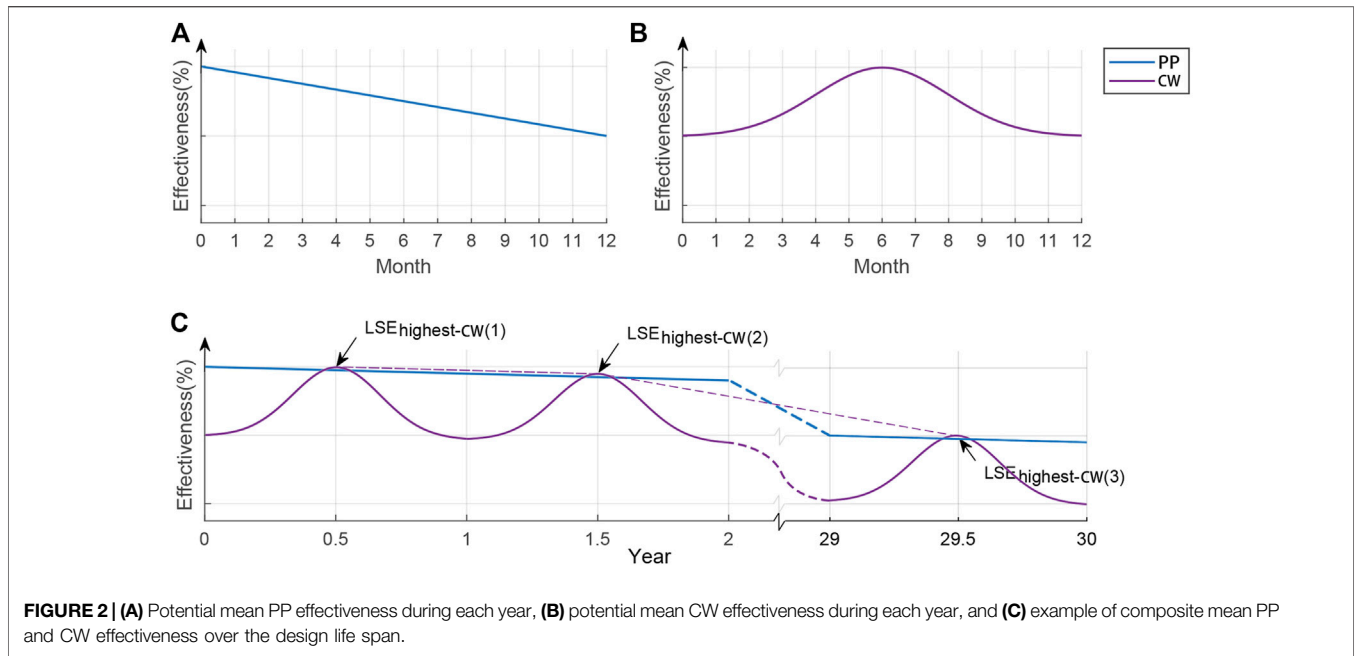 A
Effectiveness(%)
0 1 2 3 4 5 6 7 8 9 10 11 12
Month
B
Effectiveness(%)
0 1 2 3 4 5 6 7 8 9 10 11 12
Month
PP
CW
C
LSEhighest-CW(1)
LSEhighest-CW(2)
LSEhighest-CW(3)
Effectiveness(%)
0 0.5 1 1.5 2 29 29.5 30
Year
FIGURE 2 | (A) Potential mean PP effectiveness during each year, (B) potential mean CW effectiveness during each year, and (C) example of composite mean PP
and CW effectiveness over the design life span.